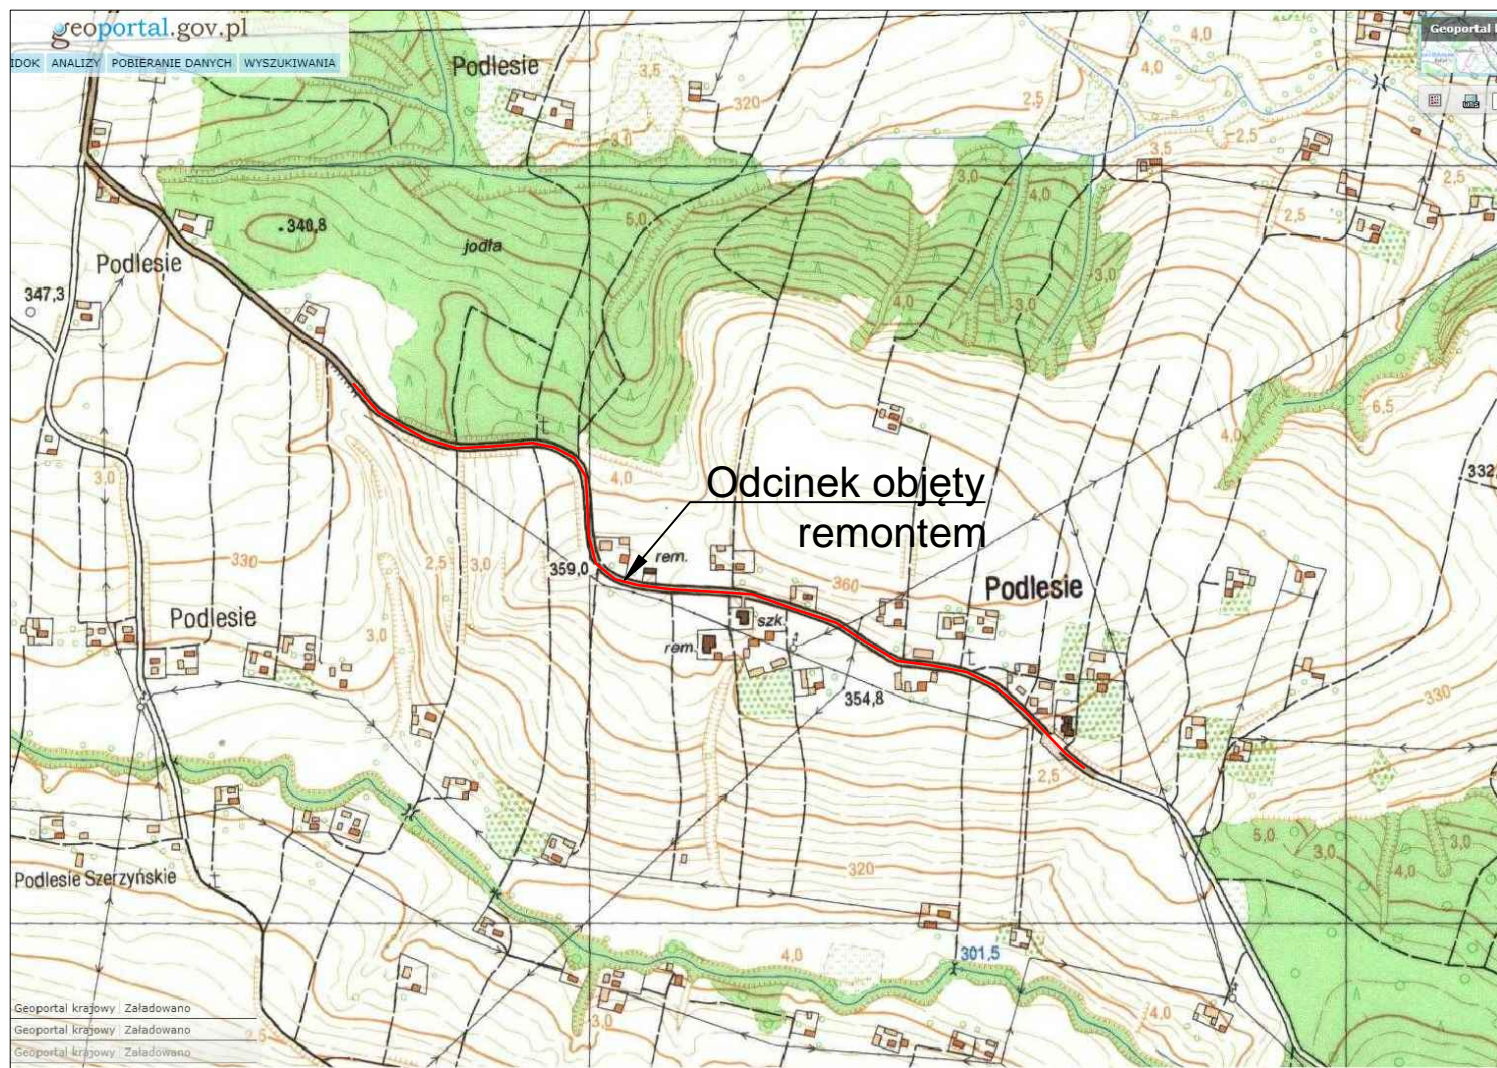 geoportal.gov.pl
IDOK ANALIZY POBIERANIE DANYCH WYSZUKIWANIA
Geoportal
Podlesie
3,5
320
3,0
4,0
4,0
2,5
2,5
3,5
2,5
2,5
340,8
jodła
5,0
3,0
4,0
3,0
4,0
3,0
Podlesie
347,3
6,5
4,0
3,0
4,0
332,
Odcinek objęty
remontem
330
2,5
3,0
359,0
rem.
360
Podlesie
Podlesie
3,0
szk.
rem.
354,8
330
2,5
5,0
3,0
3,0
4,0
320
Podlesie Szerzyńskie
4,0
301,5
4,0
3,0
2,5
Geoportal krajowy Załadowano
Geoportal krajowy Załadowano
Geoportal krajowy Załadowano